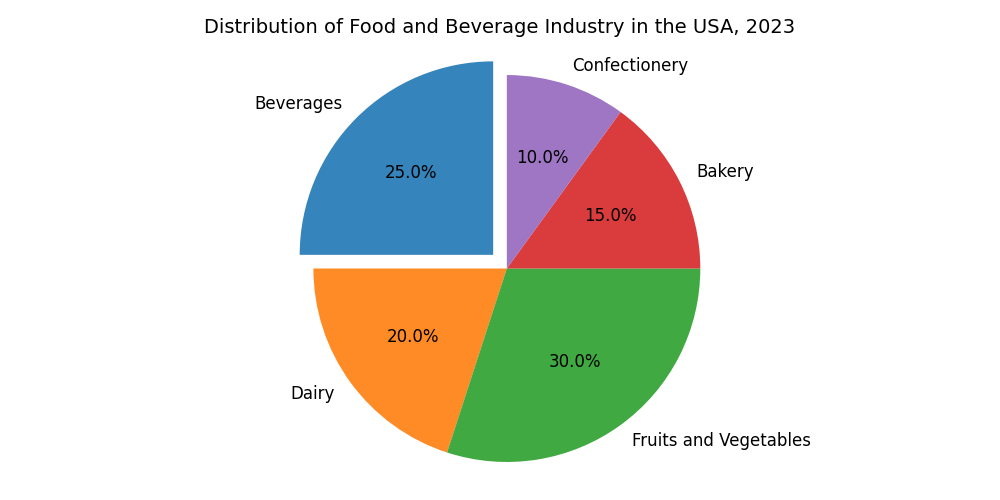 Distribution of Food and Beverage Industry in the USA, 2023
Confectionery
Beverages
10.0%
25.0%
Bakery
15.0%
20.0%
30.0%
Dairy
Fruits and Vegetables